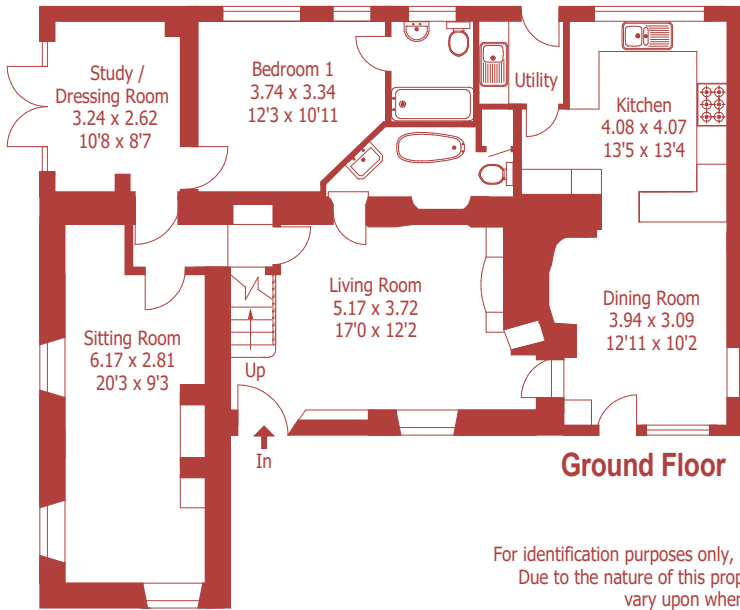 Study /
Dressing Room
3.24 x 2.62
10'8 x 8'7
Bedroom 1
3.74 x 3.34
12'3 x 10'11
Utility
Kitchen
4.08 x 4.07
13'5 x 13'4
Living Room
5.17 x 3.72
17'0 x 12'2
Dining Room
3.94 x 3.09
12'11 x 10'2
Sitting Room
6.17 x 2.81
20'3 x 9'3
Up
In
Ground Floor
For identification purposes only,
Due to the nature of this prop
vary upon wher